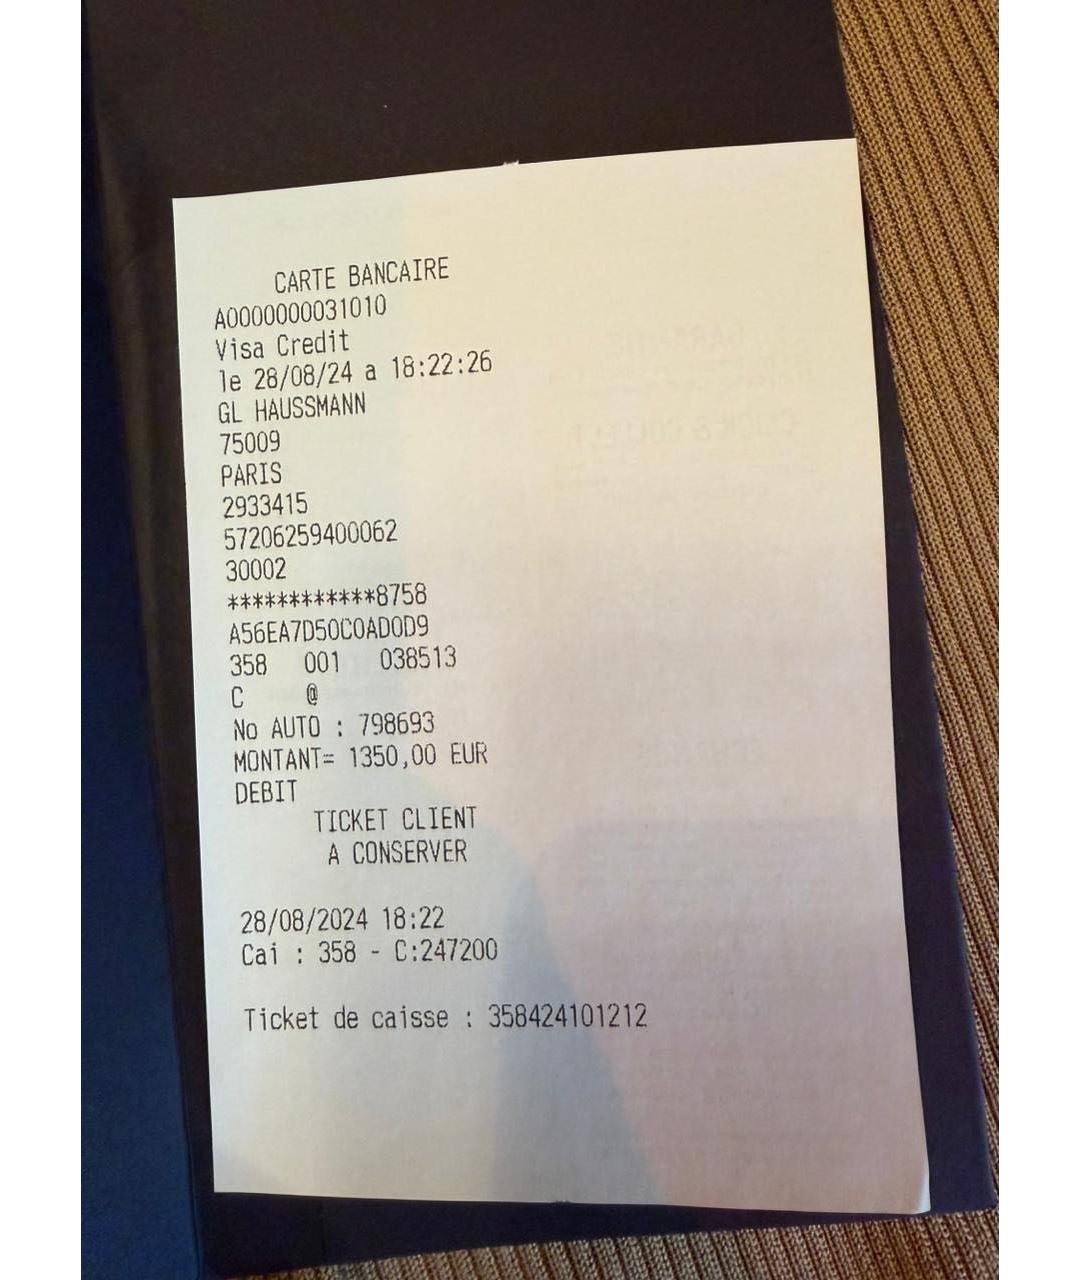 CARTE BANCAIRE
A0000000031010
Visa Credit
le 28/08/24 a 18:22:26
GL HAUSSMANN
75009
PARIS
2933415
57206259400062
30002
************8758
A56EA7D50C0AD0D9
358 001 038513
C @
No AUTO : 798693
MONTANT= 1350,00 EUR
DEBIT
TICKET CLIENT
A CONSERVER
28/08/2024 18:22
Cai : 358 - C:247200
Ticket de caisse : 358424101212